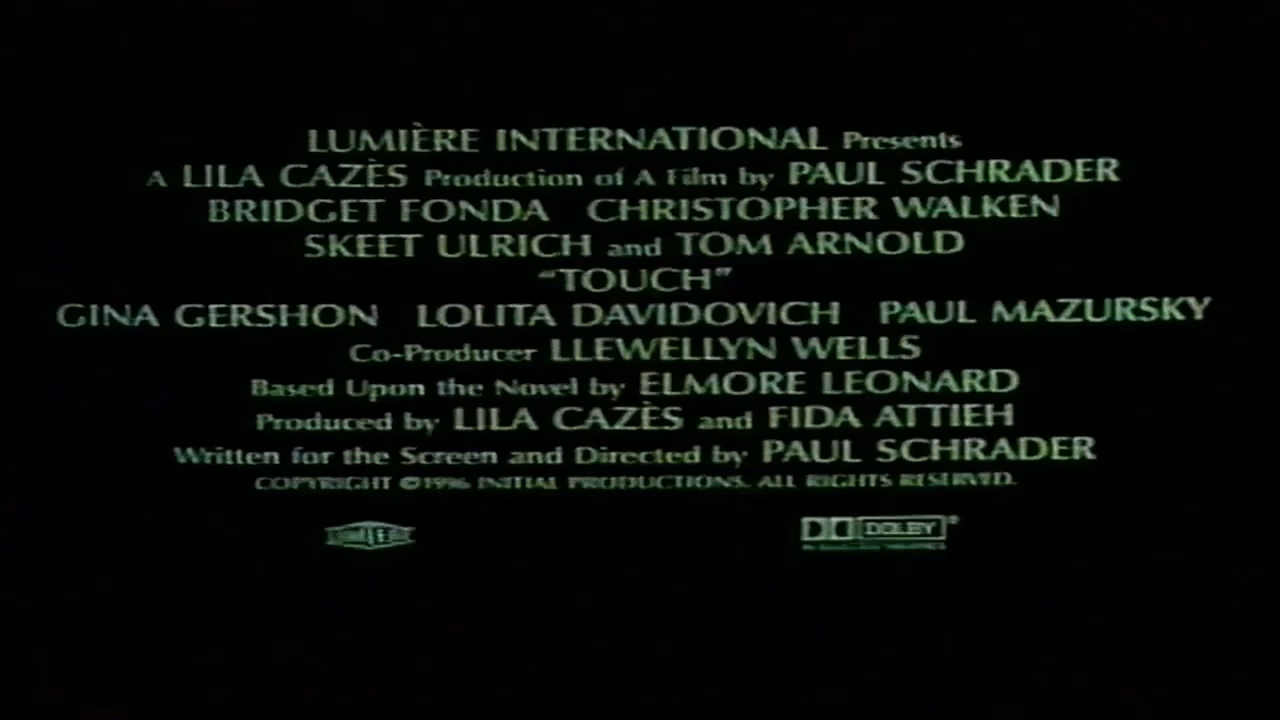 LUMIÈRE INTERNATIONAL Presents
A LILA CAZÈS Production of A Film by PAUL SCHRADER
BRIDGET FONDA CHRISTOPHER WALKEN
SKEET ULRICH and TOM ARNOLD
"TOUCH"
GINA GERSHON LOLITA DAVIDOVICH PAUL MAZURSKY
Co-Producer LLEWELLYN WELLS
Based Upon the Novel by ELMORE LEONARD
Produced by LILA CAZÈS and FIDA ATTIEH
Written for the Screen and Directed by PAUL SCHRADER
COPYRIGHT ©1996 INITIAL PRODUCTIONS. ALL RIGHTS RESERVED.
LUMIERE
DOLBY